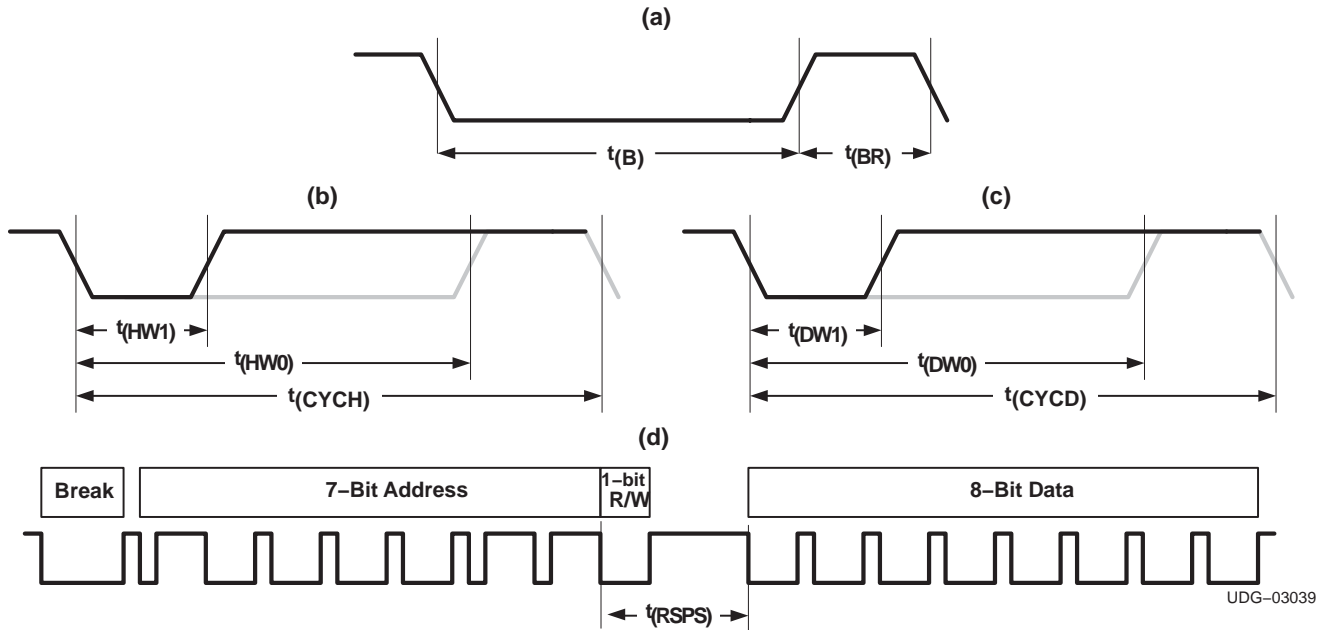 (a)
t(B)
t(BR)
(b)
(c)
t(HW1)
t(DW1)
t(HW0)
t(DW0)
t(CYCH)
t(CYCD)
(d)
Break
7–Bit Address
1–bit
R/W
8–Bit Data
t(RSPS)
UDG–03039